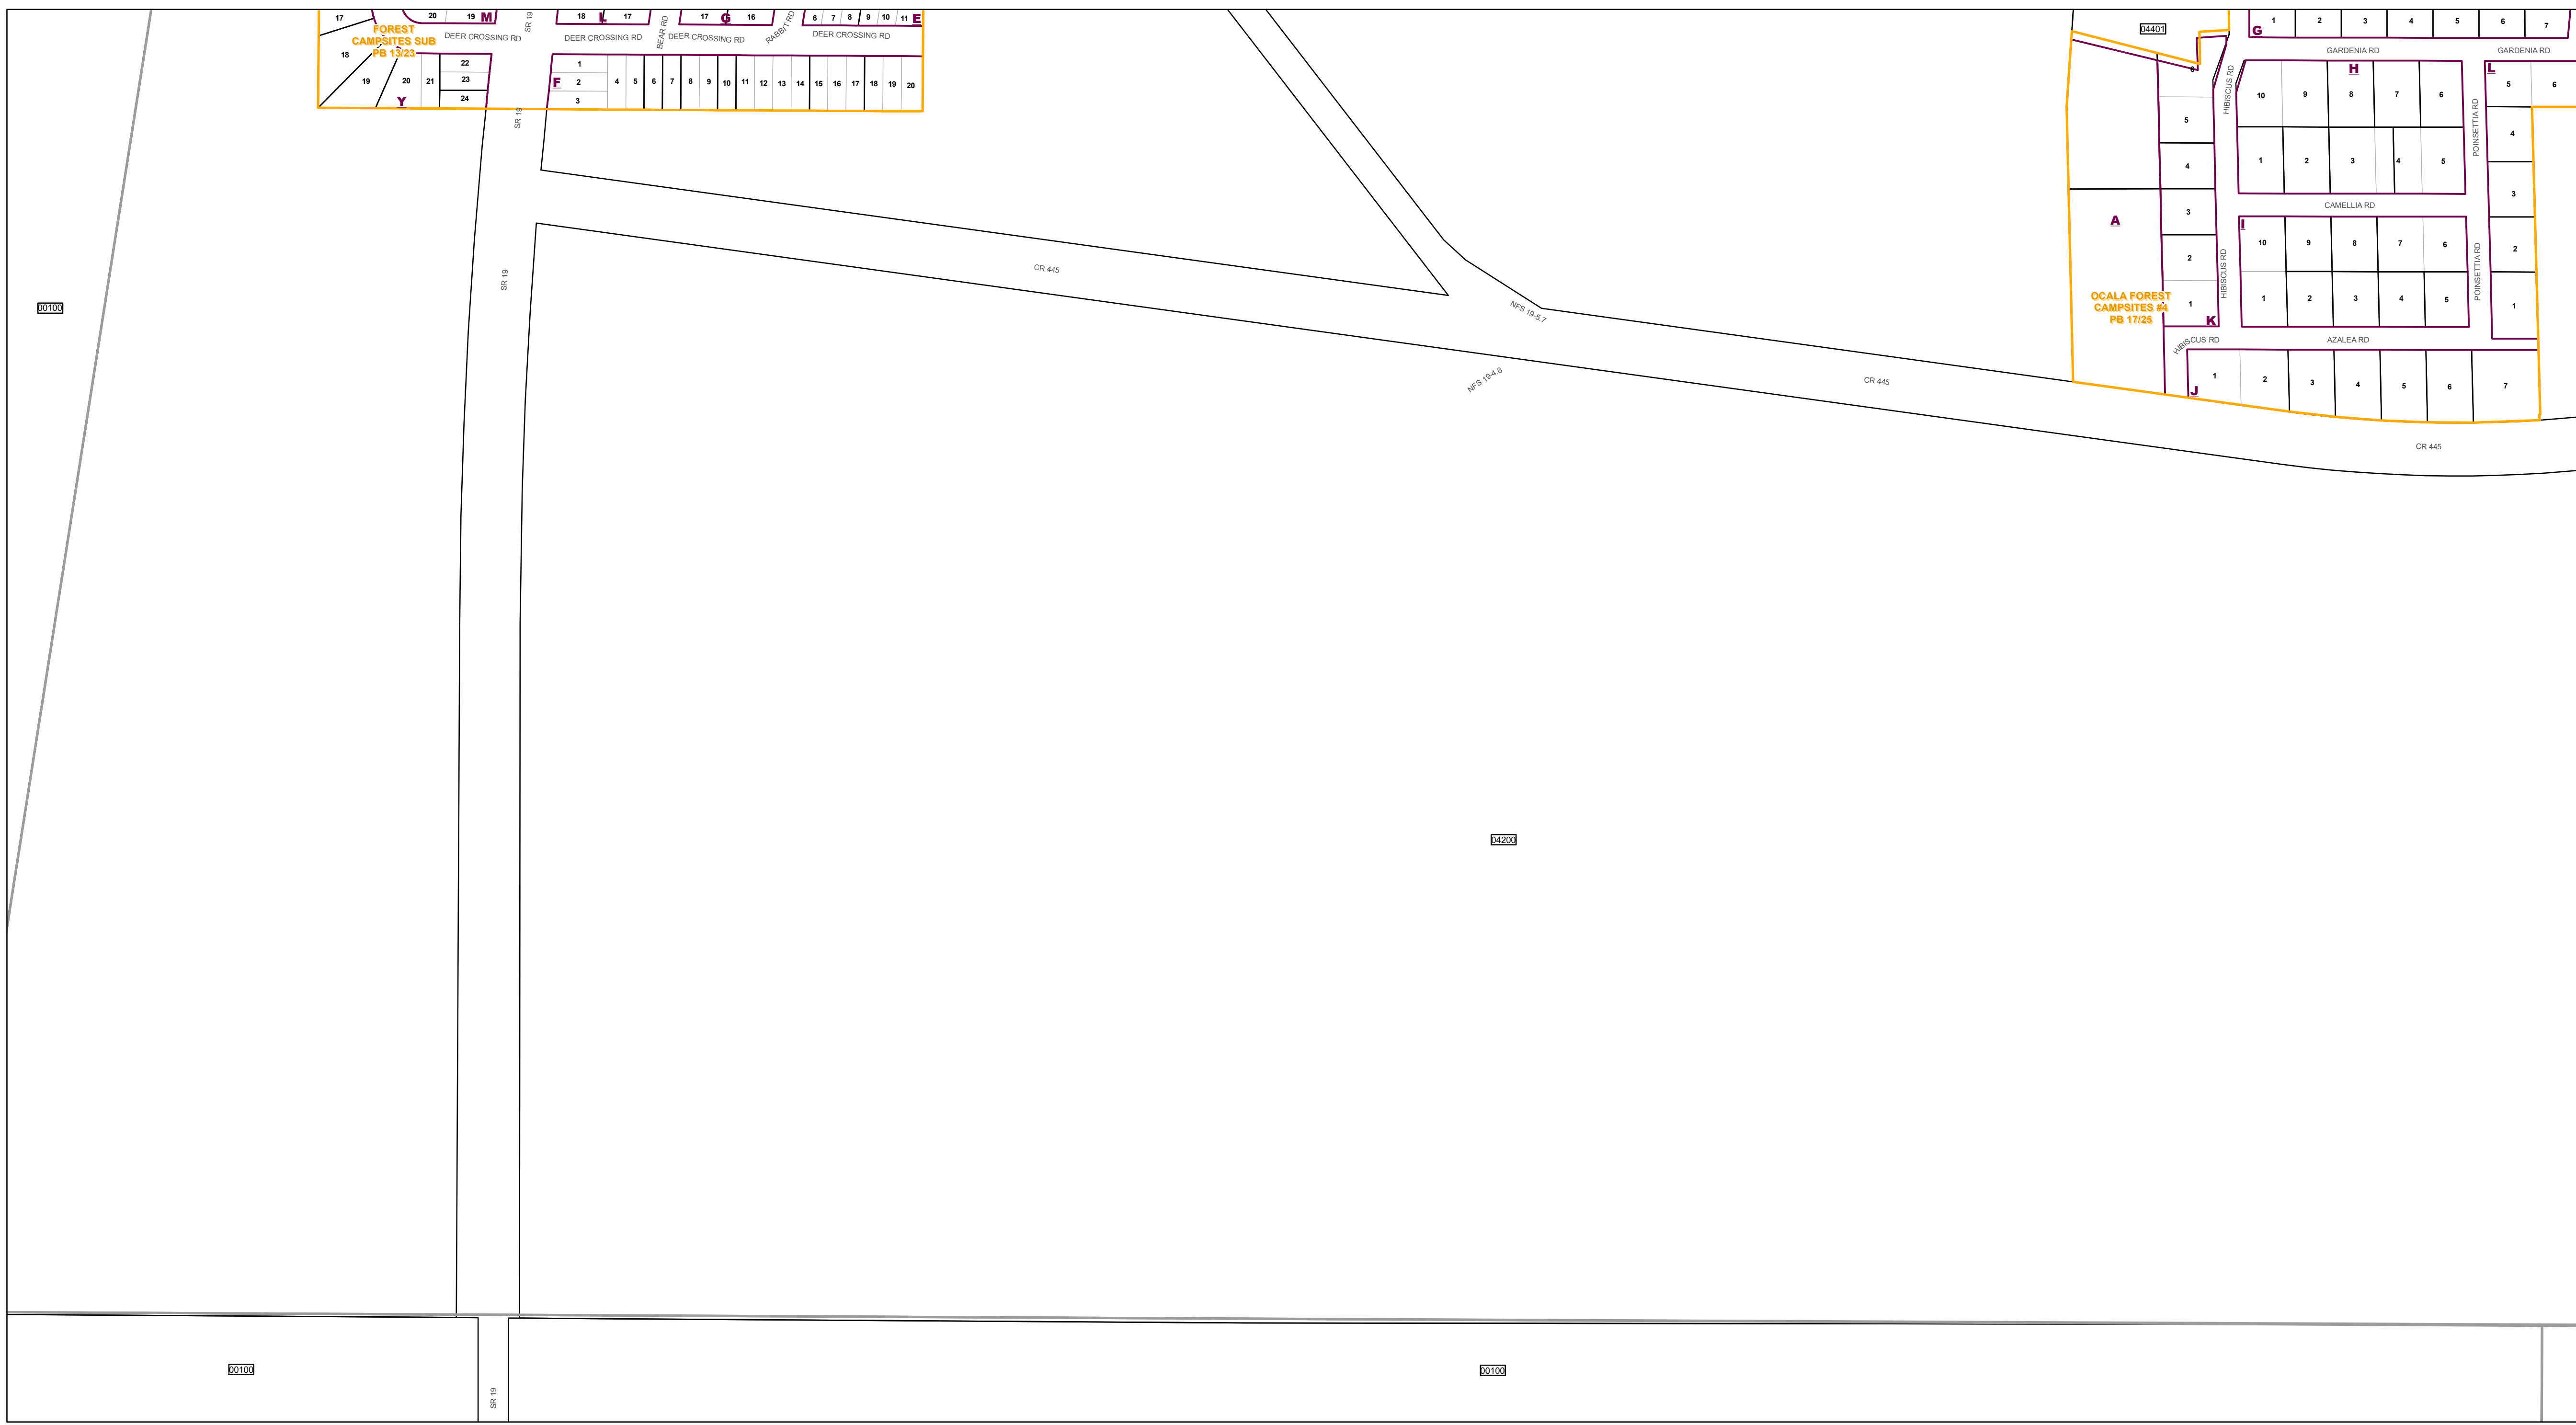 17
20
19
M
SR 19
18
L
17
BEAR RD
17
G
16
RABBIT RD
6
7
8
9
10
11
E
FOREST
CAMPSITES SUB
PB 13/23
DEER CROSSING RD
DEER CROSSING RD
DEER CROSSING RD
DEER CROSSING RD
18
19
20
21
22
23
24
Y
F
1
2
3
4
5
6
7
8
9
10
11
12
13
14
15
16
17
18
19
20
SR 19
SR 19
CR 445
NFS 19-5.7
NFS 19-4.8
CR 445
00100
04401
G
1
2
3
4
5
6
7
GARDENIA RD
GARDENIA RD
6
5
4
3
2
1
K
A
HIBISCUS RD
HIBISCUS RD
HIBISCUS RD
H
10
9
8
7
6
1
2
3
4
5
POINSETTIA RD
L
5
6
4
3
2
1
CAMELLIA RD
I
10
9
8
7
6
1
2
3
4
5
POINSETTIA RD
OCALA FOREST
CAMPSITES #4
PB 17/25
AZALEA RD
J
1
2
3
4
5
6
7
CR 445
04200
00100
SR 19
00100